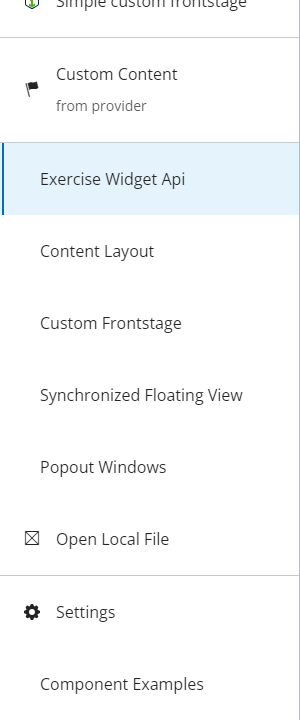 Simple custom frontstage
Custom Content
from provider
Exercise Widget Api
Content Layout
Custom Frontstage
Synchronized Floating View
Popout Windows
Open Local File
Settings
Component Examples